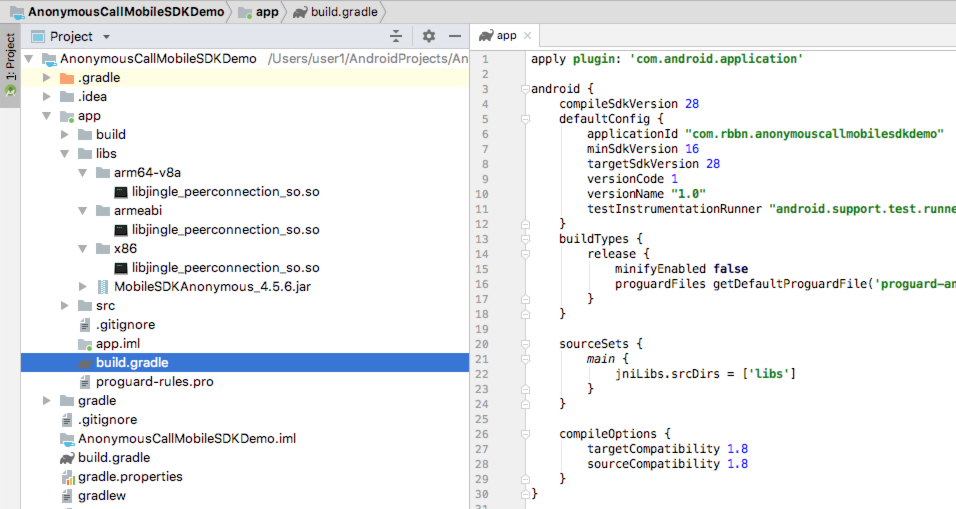 AnonymousCallMobileSDKDemo app build.gradle
1: Project
Project
app
AnonymousCallMobileSDKDemo /Users/user1/AndroidProjects/An
.gradle
.idea
app
build
libs
arm64-v8a
libjingle_peerconnection_so.so
armeabi
libjingle_peerconnection_so.so
x86
libjingle_peerconnection_so.so
MobileSDKAnonymous_4.5.6.jar
src
.gitignore
app.iml
build.gradle
proguard-rules.pro
gradle
.gitignore
AnonymousCallMobileSDKDemo.iml
build.gradle
gradle.properties
gradlew
1 apply plugin: 'com.android.application'
2
3 android {
4 compileSdkVersion 28
5 defaultConfig {
6 applicationId "com.rbbn.anonymouscallmobilesdkdemo"
7 minSdkVersion 16
8 targetSdkVersion 28
9 versionCode 1
10 versionName "1.0"
11 testInstrumentationRunner "android.support.test.runne
12 }
13 buildTypes {
14 release {
15 minifyEnabled false
16 proguardFiles getDefaultProguardFile('proguard-an
17 }
18 }
19
20 sourceSets {
21 main {
22 jniLibs.srcDirs = ['libs']
23 }
24 }
25
26 compileOptions {
27 targetCompatibility 1.8
28 sourceCompatibility 1.8
29 }
30 }
31